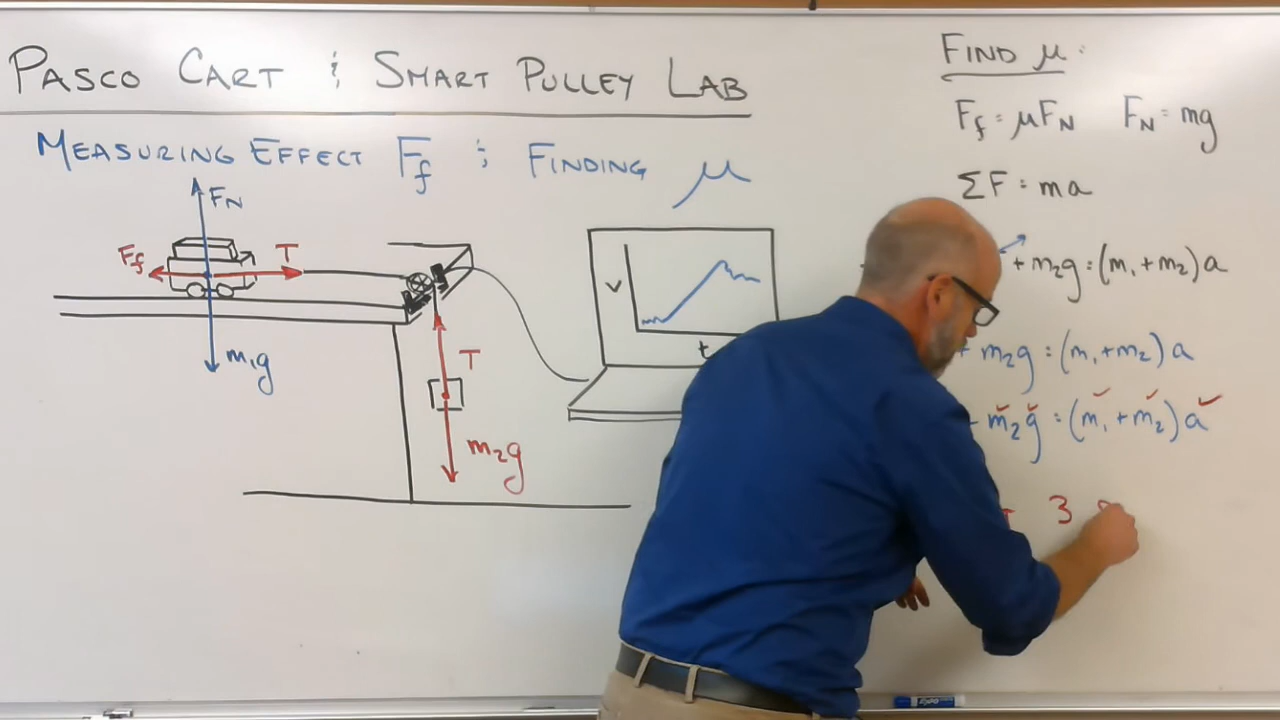 PASCO CART & SMART PULLEY LAB
MEASURING EFFECT Ff & FINDING μ
FN
Ff
T
m₁g
T
m₂g
V
t
FIND μ:
Ff = μFN FN = mg
ΣF = ma
+ m₂g = (m₁ + m₂) a
+ m₂g = (m₁ + m₂) a
- m₂g = (m₁ + m₂) a
3